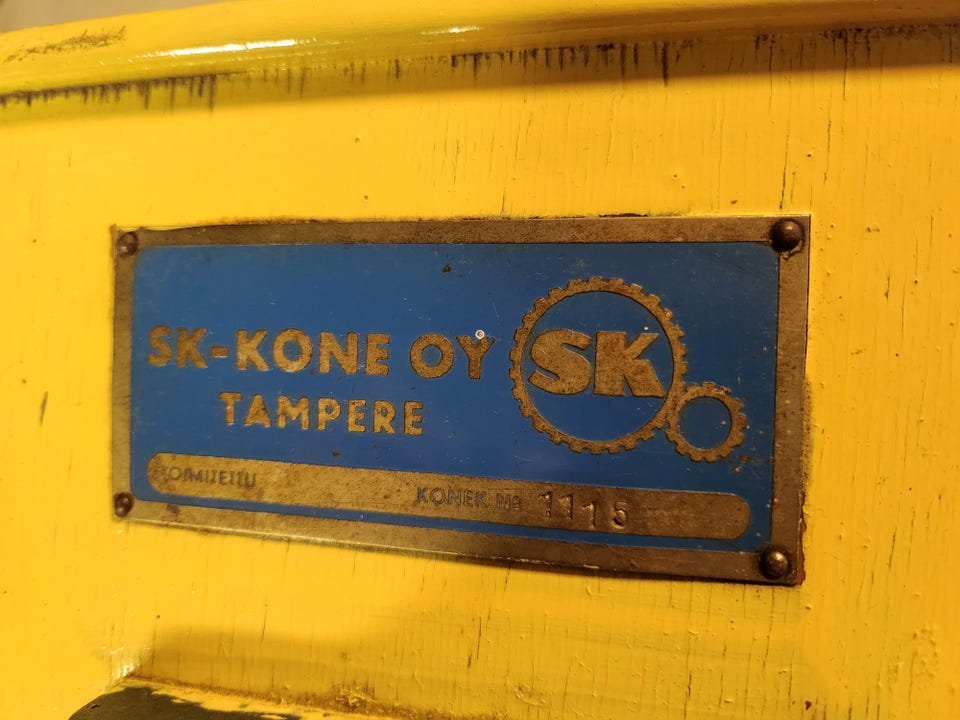 SK-KONE OY
TAMPERE
SK
TOIMITETTU
KONEK. No 1115